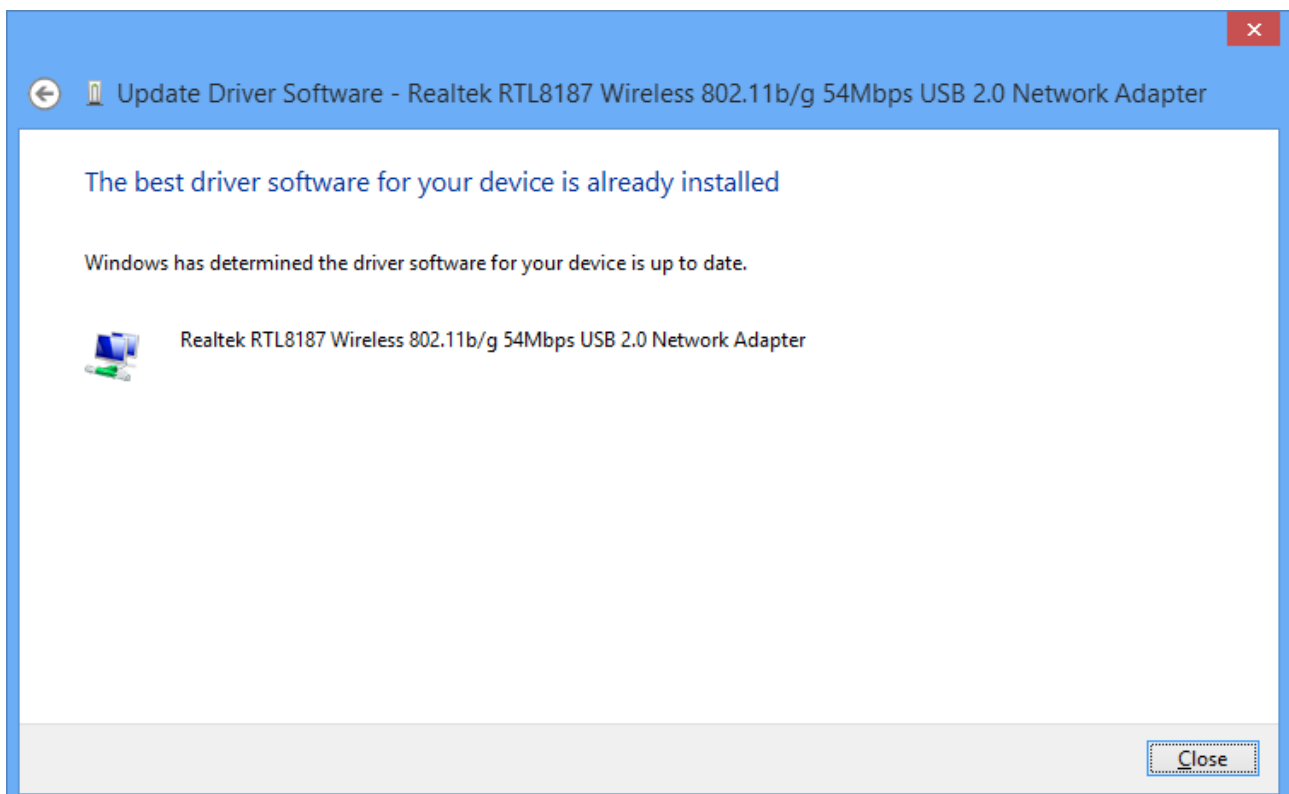 Update Driver Software - Realtek RTL8187 Wireless 802.11b/g 54Mbps USB 2.0 Network Adapter
The best driver software for your device is already installed
Windows has determined the driver software for your device is up to date.
Realtek RTL8187 Wireless 802.11b/g 54Mbps USB 2.0 Network Adapter
Close